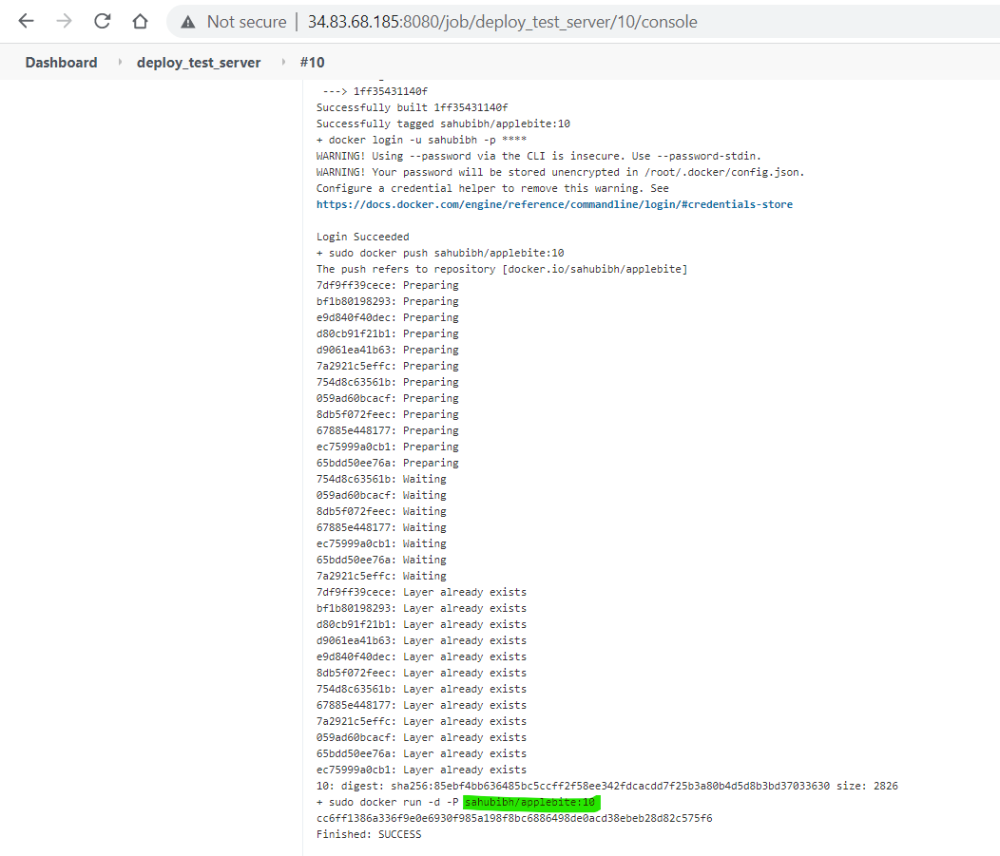 Not secure | 34.83.68.185:8080/job/deploy_test_server/10/console
Dashboard deploy_test_server #10
---> 1ff35431140f
Successfully built 1ff35431140f
Successfully tagged sahubibh/applebite:10
+ docker login -u sahubibh -p ****
WARNING! Using --password via the CLI is insecure. Use --password-stdin.
WARNING! Your password will be stored unencrypted in /root/.docker/config.json.
Configure a credential helper to remove this warning. See
https://docs.docker.com/engine/reference/commandline/login/#credentials-store
Login Succeeded
+ sudo docker push sahubibh/applebite:10
The push refers to repository [docker.io/sahubibh/applebite]
7df9ff39cece: Preparing
bf1b80198293: Preparing
e9d840f40dec: Preparing
d80cb91f21b1: Preparing
d9061ea41b63: Preparing
7a2921c5effc: Preparing
754d8c63561b: Preparing
059ad60bcacf: Preparing
8db5f072feec: Preparing
67885e448177: Preparing
ec75999a0cb1: Preparing
65bdd50ee76a: Preparing
754d8c63561b: Waiting
059ad60bcacf: Waiting
8db5f072feec: Waiting
67885e448177: Waiting
ec75999a0cb1: Waiting
65bdd50ee76a: Waiting
7a2921c5effc: Waiting
7df9ff39cece: Layer already exists
bf1b80198293: Layer already exists
d80cb91f21b1: Layer already exists
d9061ea41b63: Layer already exists
e9d840f40dec: Layer already exists
8db5f072feec: Layer already exists
754d8c63561b: Layer already exists
67885e448177: Layer already exists
7a2921c5effc: Layer already exists
059ad60bcacf: Layer already exists
65bdd50ee76a: Layer already exists
ec75999a0cb1: Layer already exists
10: digest: sha256:85ebf4bb636485bc5ccff2f58ee342fdcacdd7f25b3a80b4d5d8b3bd37033630 size: 2826
+ sudo docker run -d -P sahubibh/applebite:10
cc6ff1386a336f9e0e6930f985a198f8bc6886498de0acd38ebeb28d82c575f6
Finished: SUCCESS